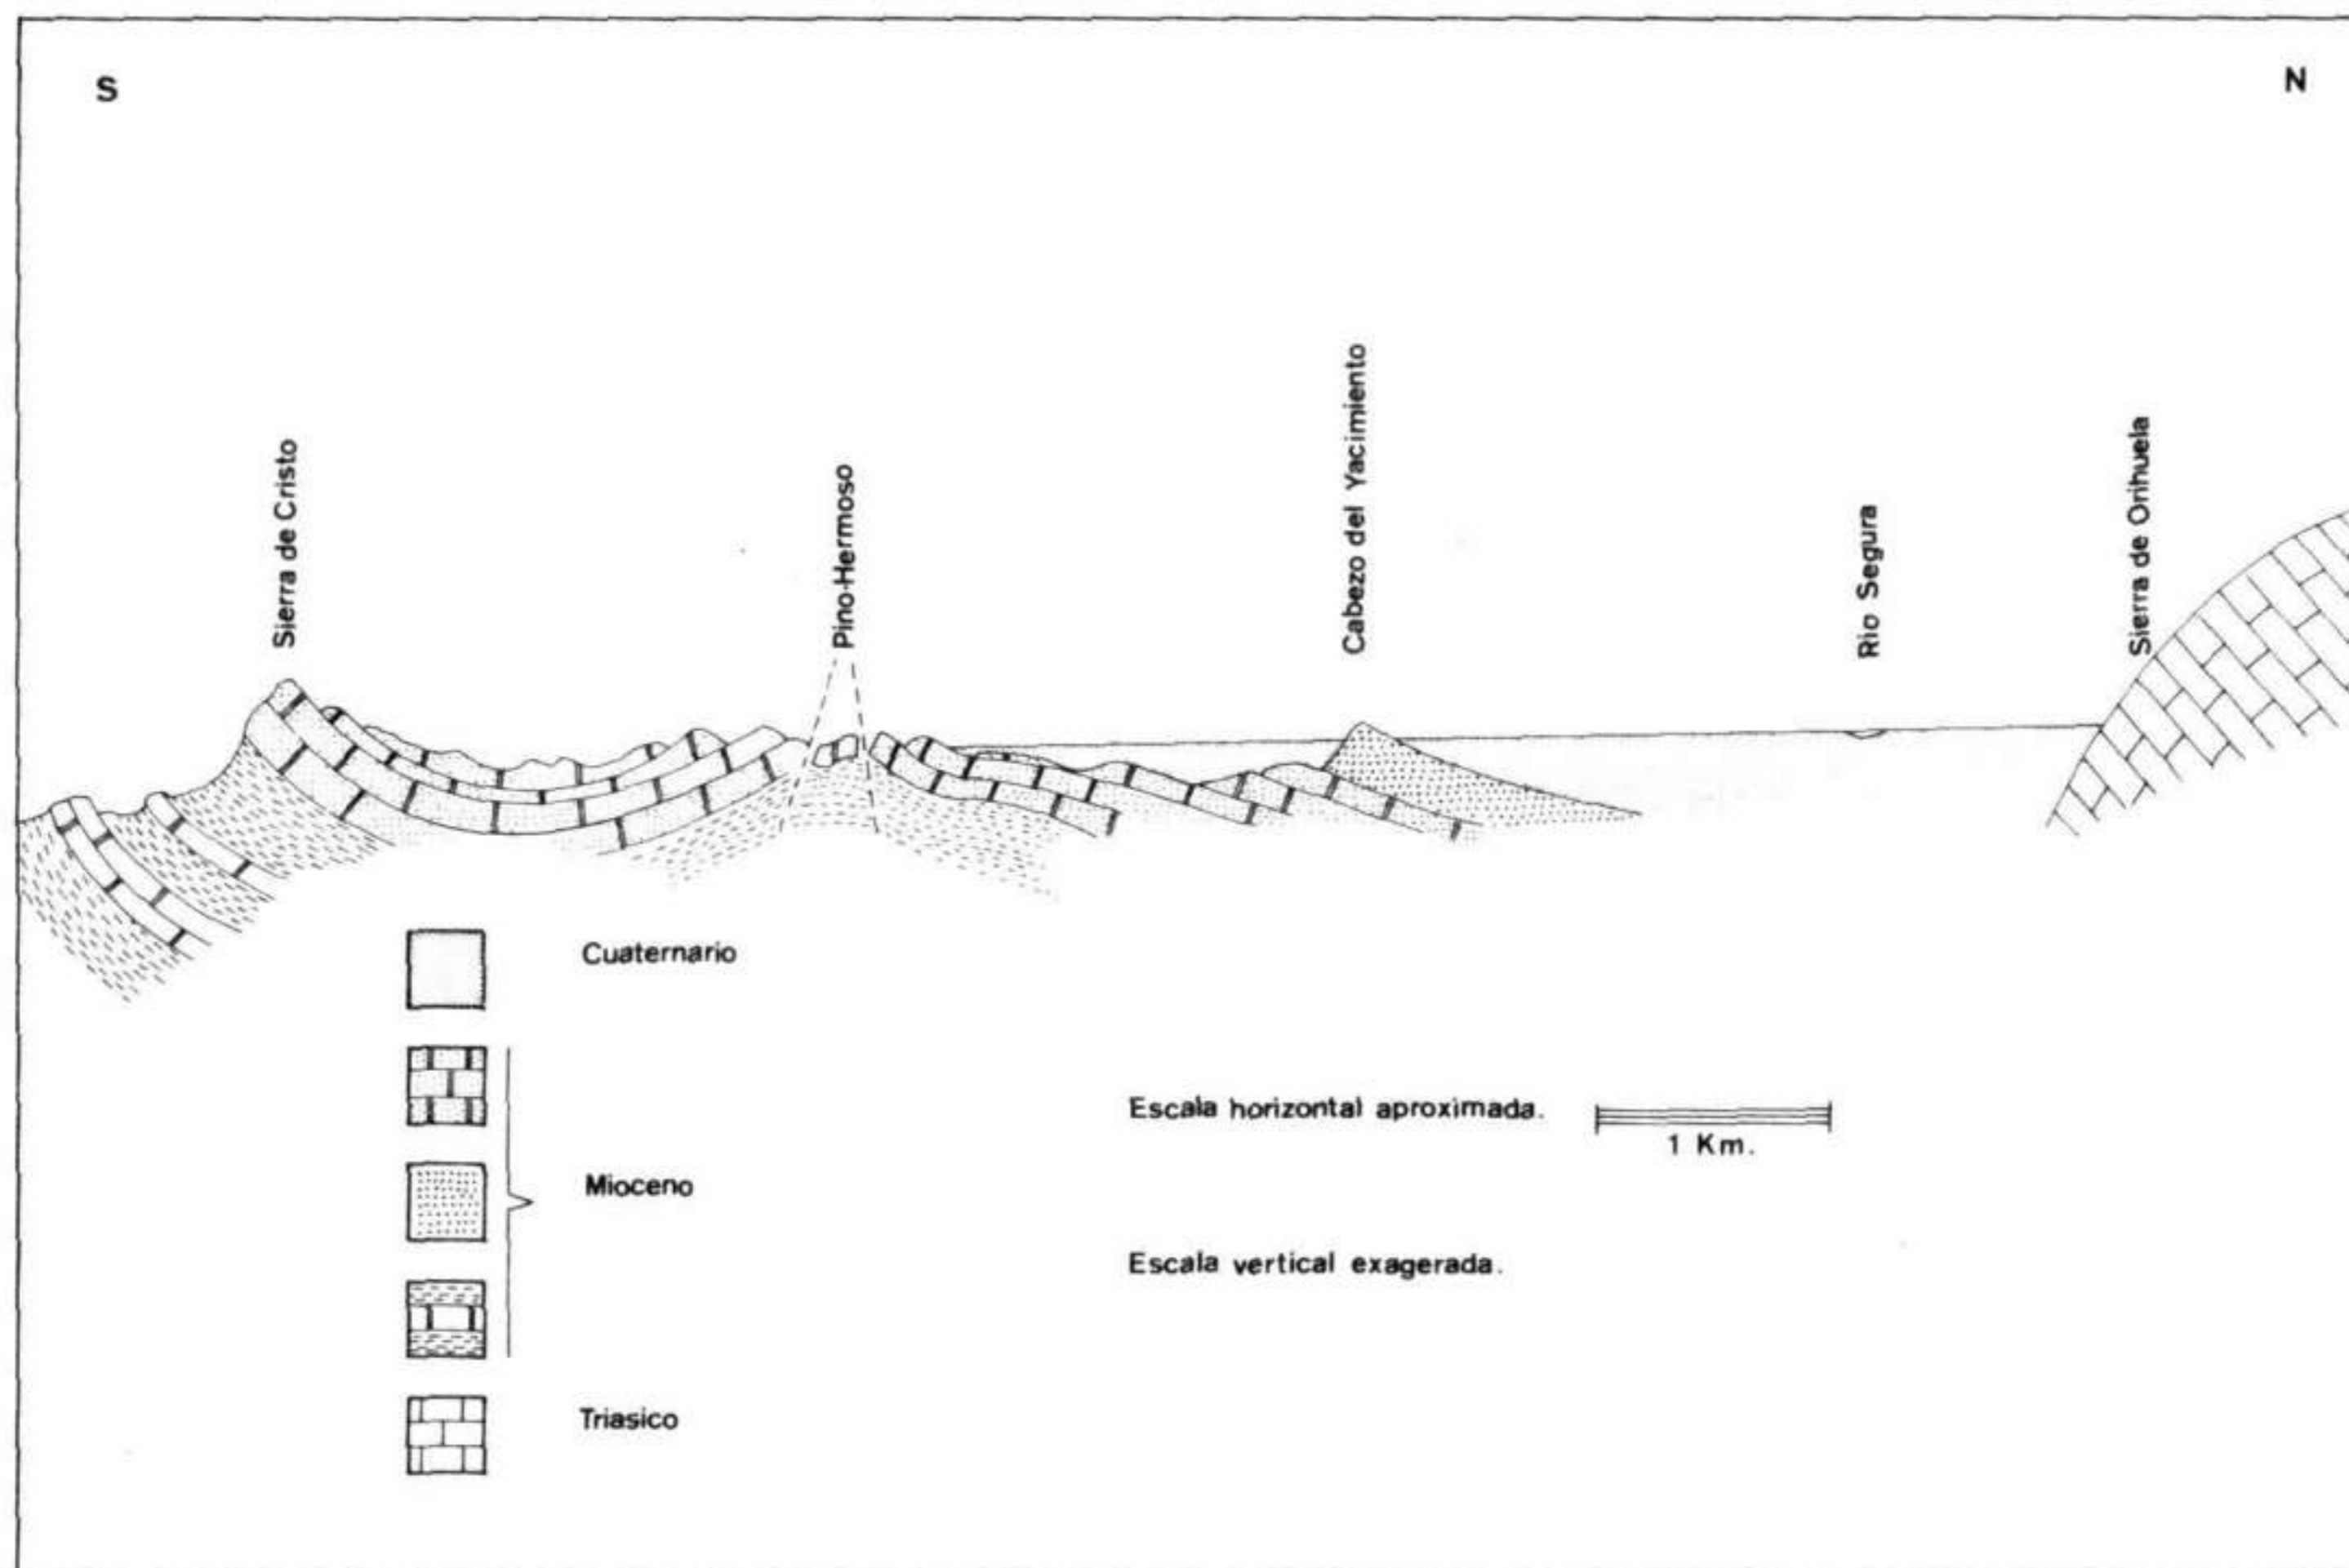 S
N
Sierra de Cristo
Pino-Hermoso
Cabezo del Yacimiento
Rio Segura
Sierra de Orihuela
Cuaternario
Mioceno
Triasico
Escala horizontal aproximada.
1 Km.
Escala vertical exagerada.